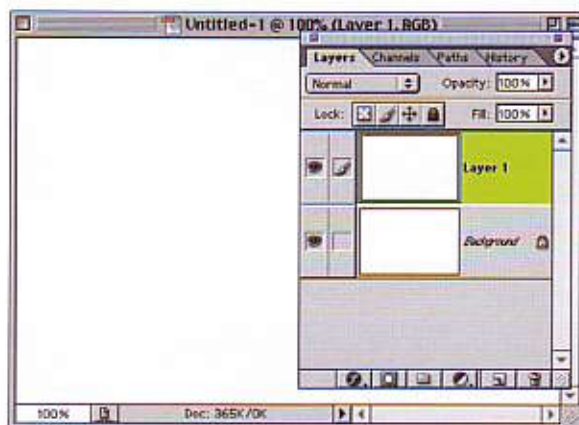 Untitled-1 @ 100% (Layer 1, RGB)
Layers Channels Paths History
Normal Opacity: 100%
Lock: Fill: 100%
Layer 1
Background
100% Doc: 365K/0K